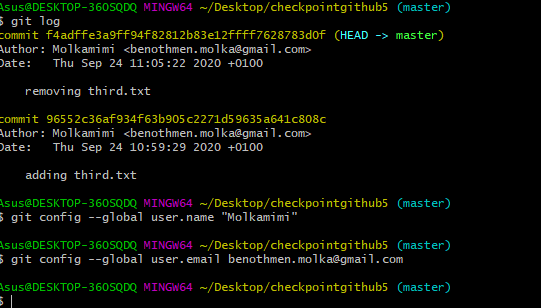 Asus@DESKTOP-36OSQDQ MINGW64 ~/Desktop/checkpointgithub5 (master)
$ git log
commit f4adffe3a9ff94f82812b83e12ffff7628783d0f (HEAD -> master)
Author: Molkamimi <benothmen.molka@gmail.com>
Date:   Thu Sep 24 11:05:22 2020 +0100
    removing third.txt
commit 96552c36af934f63b905c2271d59635a641c808c
Author: Molkamimi <benothmen.molka@gmail.com>
Date:   Thu Sep 24 10:59:29 2020 +0100
    adding third.txt
Asus@DESKTOP-36OSQDQ MINGW64 ~/Desktop/checkpointgithub5 (master)
$ git config --global user.name "Molkamimi"
Asus@DESKTOP-36OSQDQ MINGW64 ~/Desktop/checkpointgithub5 (master)
$ git config --global user.email benothmen.molka@gmail.com
Asus@DESKTOP-36OSQDQ MINGW64 ~/Desktop/checkpointgithub5 (master)
$